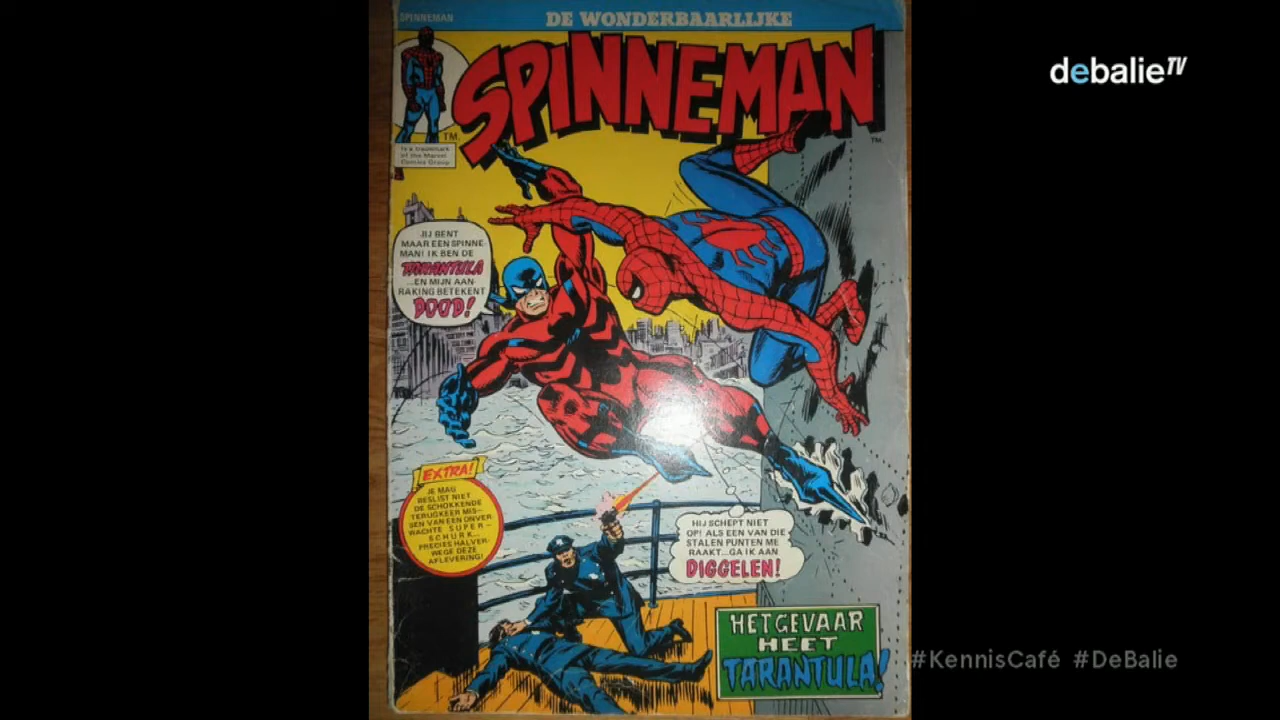 SPINNEMAN
DE WONDERBAARLIJKE
SPINNEMAN
TM.
is a trademark
of the Marvel
Comics Group
TM
debalieTV
JIJ BENT
MAAR EEN SPINNE-
MAN! IK BEN DE
TARANTULA
...EN MIJN AAN-
RAKING BETEKENT
DOOD!
EXTRA!
JE MAG
BESLIST NIET
DE SCHOKKENDE
TERUGKEER MIS-
SEN VAN EEN ONVER-
WACHTE SUPER-
SCHURK...
PRECIES HALVER-
WEGE DEZE
AFLEVERING!
HIJ SCHEPT NIET
OP! ALS EEN VAN DIE
STALEN PUNTEN ME
RAAKT...GA IK AAN
DIGGELEN!
HET GEVAAR
HEET
TARANTULA!
#KennisCafé #DeBalie